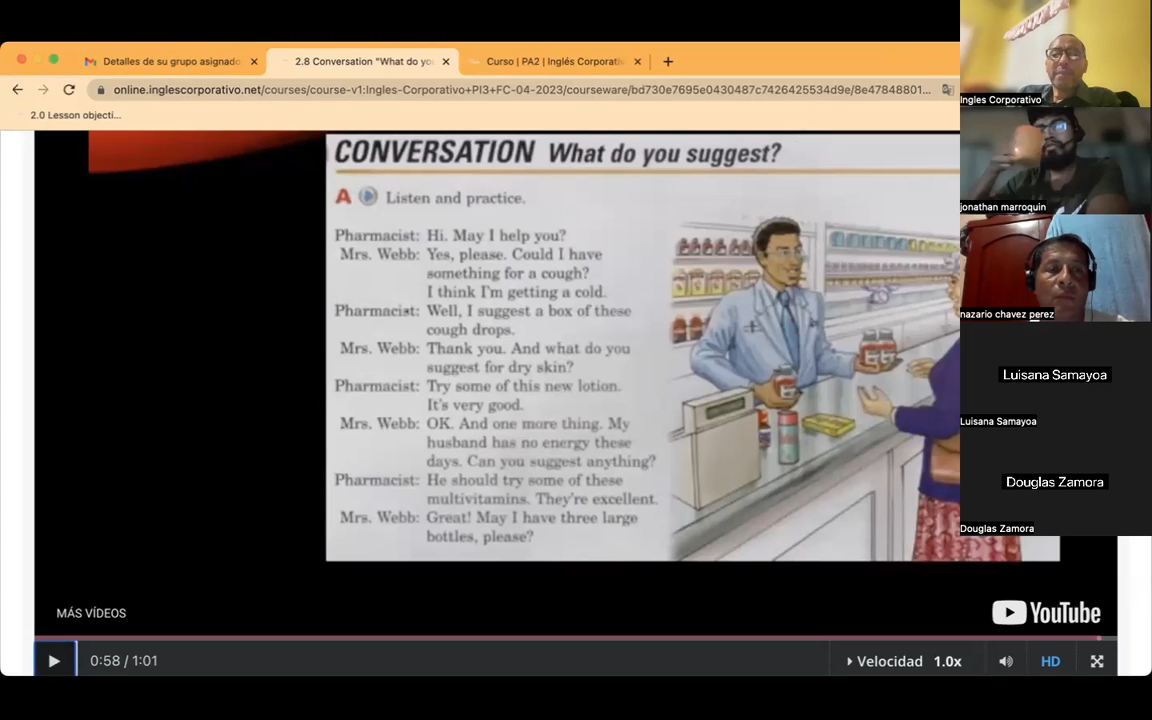 Detalles de su grupo asignado
2.8 Conversation "What do yo
Curso | PA2 | Inglés Corporati
online.inglescorporativo.net/courses/course-v1:Ingles-Corporativo+PI3+FC-04-2023/courseware/bd730e7695e0430487c7426425534d9e/8e47848801...
2.0 Lesson objecti...
CONVERSATION What do you suggest?
A Listen and practice.
Pharmacist: Hi. May I help you?
Mrs. Webb: Yes, please. Could I have
something for a cough?
I think I'm getting a cold.
Pharmacist: Well, I suggest a box of these
cough drops.
Mrs. Webb: Thank you. And what do you
suggest for dry skin?
Pharmacist: Try some of this new lotion.
It's very good.
Mrs. Webb: OK. And one more thing. My
husband has no energy these
days. Can you suggest anything?
Pharmacist: He should try some of these
multivitamins. They're excellent.
Mrs. Webb: Great! May I have three large
bottles, please?
MÁS VÍDEOS
YouTube
0:58 / 1:01
Velocidad 1.0x
HD
Ingles Corporativo
jonathan marroquin
nazario chavez perez
Luisana Samayoa
Luisana Samayoa
Douglas Zamora
Douglas Zamora